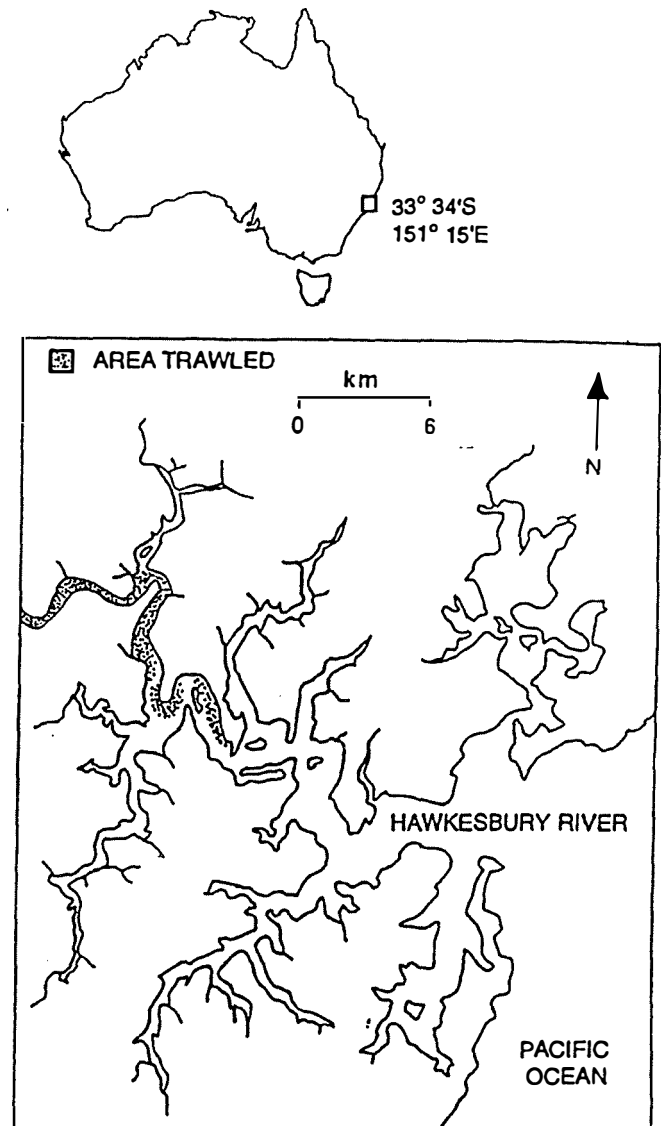 33° 34'S
151° 15'E
AREA TRAWLED
km
0 6
N
HAWKESBURY RIVER
PACIFIC
OCEAN